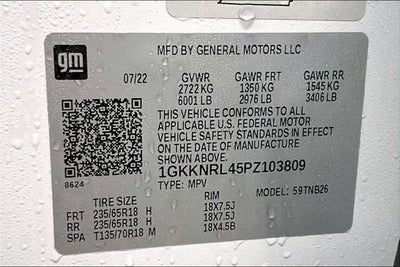 gm
MFD BY GENERAL MOTORS LLC
07/22 GVWR GAWR FRT GAWR RR
2722 KG 1350 KG 1545 KG
6001 LB 2976 LB 3406 LB
THIS VEHICLE CONFORMS TO ALL
APPLICABLE U.S. FEDERAL MOTOR
VEHICLE SAFETY STANDARDS IN EFFECT
ON THE DATE OF MANUFACTURE
SHOWN ABOVE.
1GKKNRL45PZ103809
8624
TYPE: MPV 59TNB26
TIRE SIZE RIM
FRT 235/65R18 H 18X7.5J
RR 235/65R18 H 18X7.5J
SPA T135/70R18 M 18X4.5B